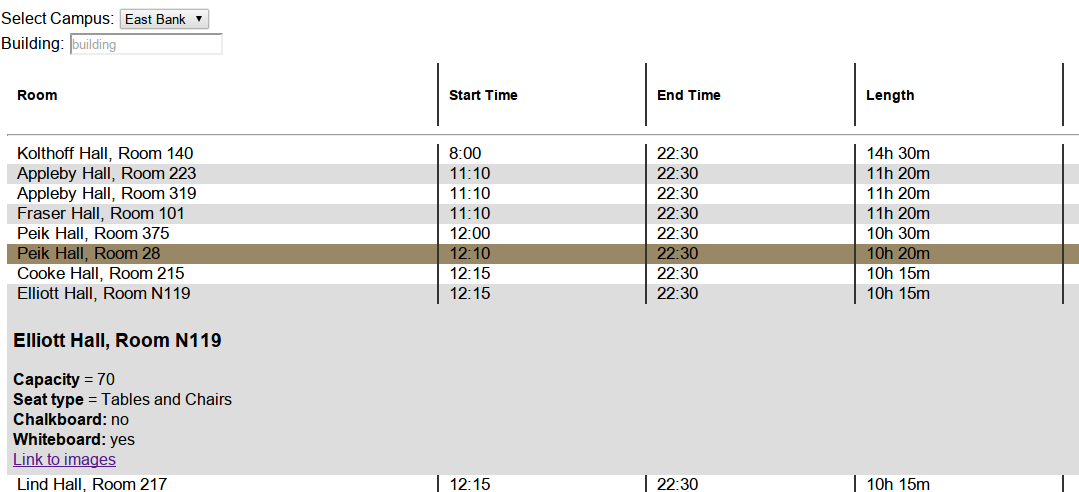 Select Campus: East Bank ▼
Building: building
Room Start Time End Time Length
Kolthoff Hall, Room 140 8:00 22:30 14h 30m
Appleby Hall, Room 223 11:10 22:30 11h 20m
Appleby Hall, Room 319 11:10 22:30 11h 20m
Fraser Hall, Room 101 11:10 22:30 11h 20m
Peik Hall, Room 375 12:00 22:30 10h 30m
Peik Hall, Room 28 12:10 22:30 10h 20m
Cooke Hall, Room 215 12:15 22:30 10h 15m
Elliott Hall, Room N119 12:15 22:30 10h 15m
Elliott Hall, Room N119
Capacity = 70
Seat type = Tables and Chairs
Chalkboard: no
Whiteboard: yes
Link to images
Lind Hall, Room 217 12:15 22:30 10h 15m